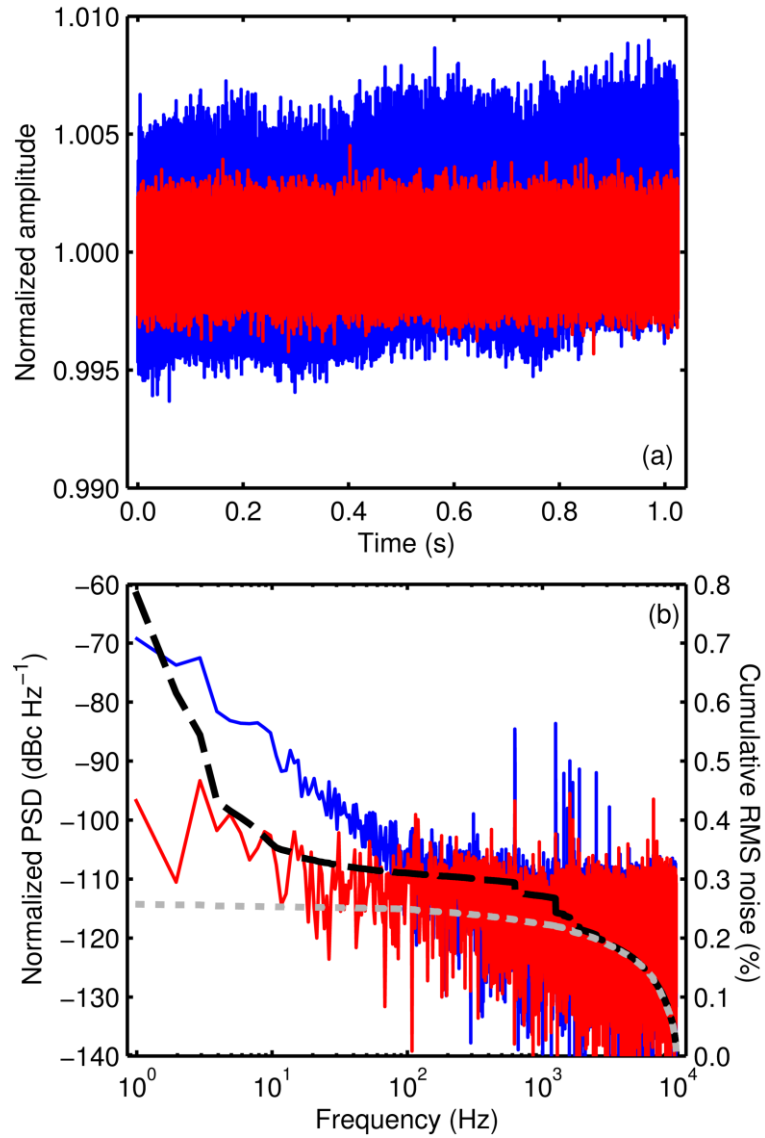 1.010
1.005
1.000
0.995
0.990
Normalized amplitude
(a)
0.0 0.2 0.4 0.6 0.8 1.0
Time (s)
−60
−70
−80
−90
−100
−110
−120
−130
−140
Normalized PSD (dBc Hz⁻¹)
(b)
0.8
0.7
0.6
0.5
0.4
0.3
0.2
0.1
0.0
Cumulative RMS noise (%)
10⁰ 10¹ 10² 10³ 10⁴
Frequency (Hz)